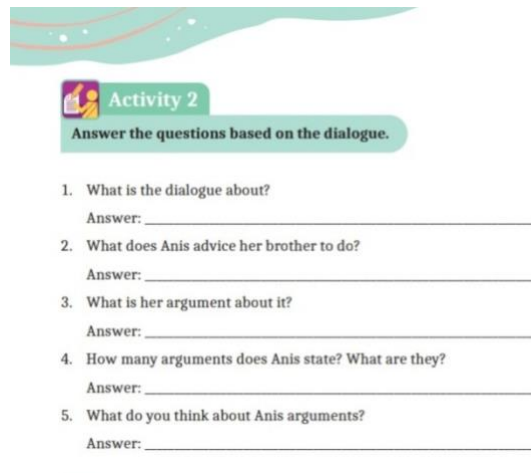 Activity 2
Answer the questions based on the dialogue.
1. What is the dialogue about?
Answer:
2. What does Anis advice her brother to do?
Answer:
3. What is her argument about it?
Answer:
4. How many arguments does Anis state? What are they?
Answer:
5. What do you think about Anis arguments?
Answer: